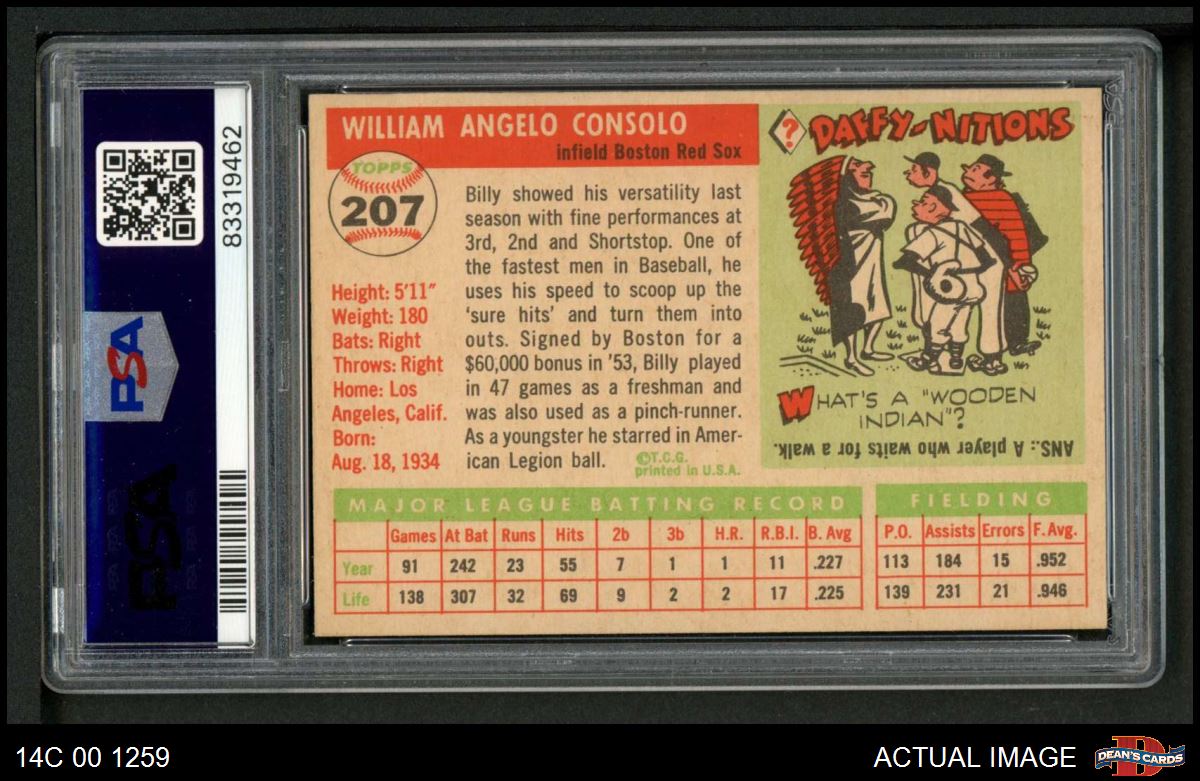 PSA
83319462
PSA
WILLIAM ANGELO CONSOLO
infield Boston Red Sox
TOPPS
207
Height: 5'11"
Weight: 180
Bats: Right
Throws: Right
Home: Los
Angeles, Calif.
Born:
Aug. 18, 1934
Billy showed his versatility last
season with fine performances at
3rd, 2nd and Shortstop. One of
the fastest men in Baseball, he
uses his speed to scoop up the
'sure hits' and turn them into
outs. Signed by Boston for a
$60,000 bonus in '53, Billy played
in 47 games as a freshman and
was also used as a pinch-runner.
As a youngster he starred in Amer-
ican Legion ball.
©T.C.G.
printed in U.S.A.
? DAFFY-NITIONS
6
WHAT'S A "WOODEN
INDIAN"?
ANS.: A player who waits for a walk.
MAJOR LEAGUE BATTING RECORD
Games At Bat Runs Hits 2b 3b H.R. R.B.I. B. Avg
Year 91 242 23 55 7 1 1 11 .227
Life 138 307 32 69 9 2 2 17 .225
FIELDING
P.O. Assists Errors F. Avg.
113 184 15 .952
139 231 21 .946
14C 00 1259
ACTUAL IMAGE
D
DEAN'S CARDS